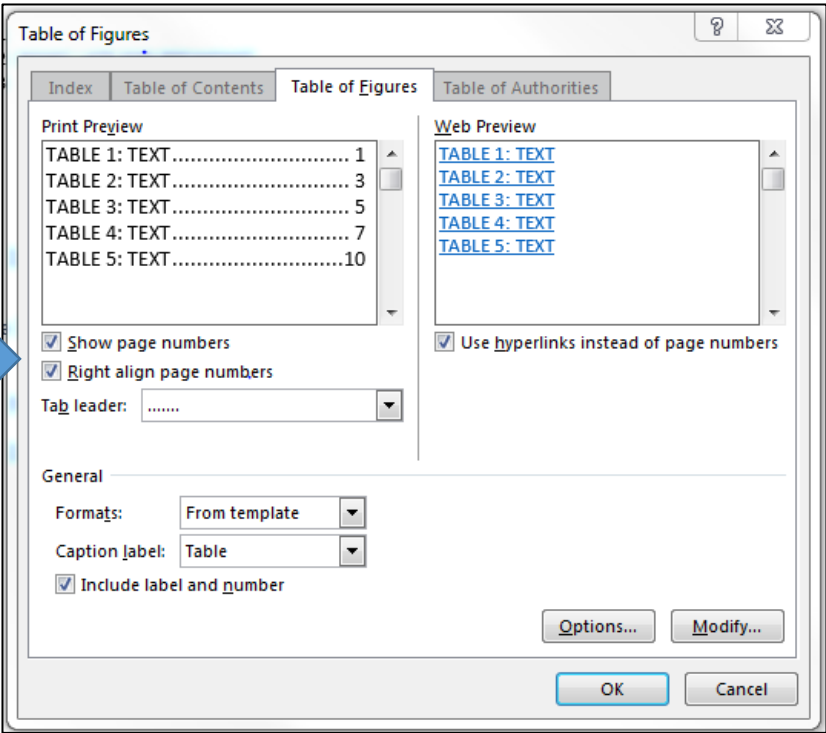 Table of Figures
Index Table of Contents Table of Figures Table of Authorities
Print Preview
TABLE 1: TEXT............................. 1
TABLE 2: TEXT............................. 3
TABLE 3: TEXT............................. 5
TABLE 4: TEXT............................. 7
TABLE 5: TEXT............................10
Web Preview
TABLE 1: TEXT
TABLE 2: TEXT
TABLE 3: TEXT
TABLE 4: TEXT
TABLE 5: TEXT
Show page numbers
Right align page numbers
Tab leader: .......
Use hyperlinks instead of page numbers
General
Formats: From template
Caption label: Table
Include label and number
Options... Modify...
OK Cancel